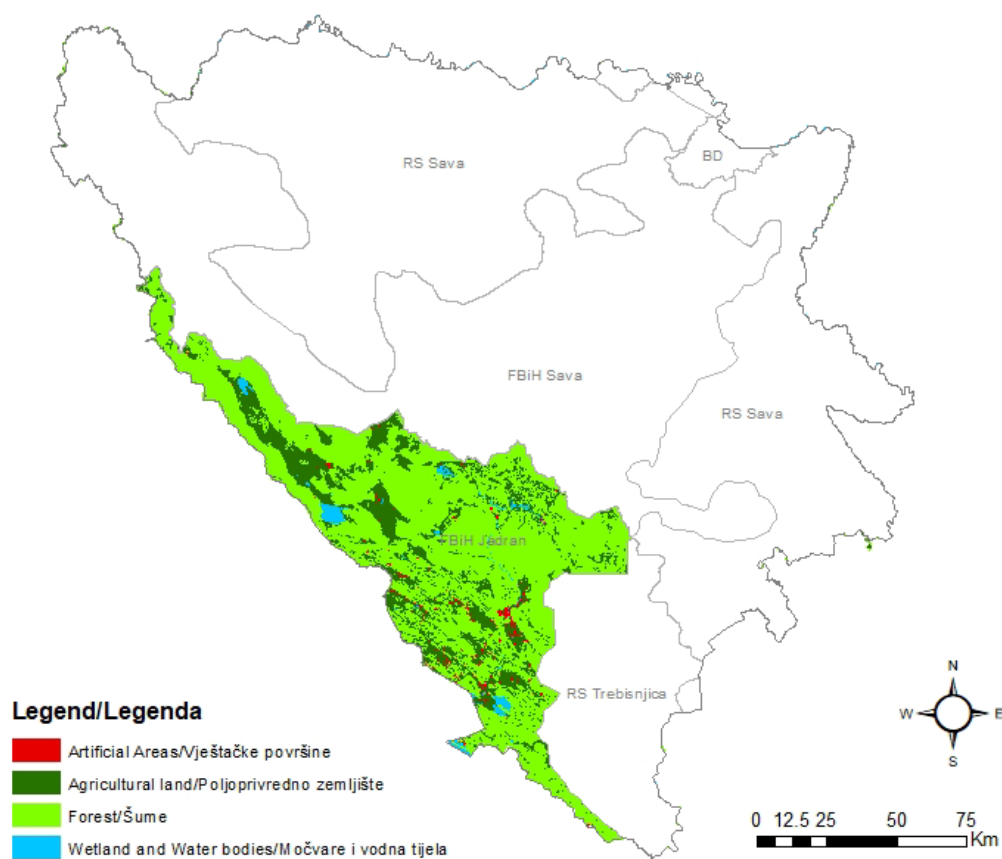 RS Sava
BD
FBiH Sava
RS Sava
FBiH Jadran
RS Trebisnjica
Legend/Legenda
Artificial Areas/Vještačke površine
Agricultural land/Poljoprivredno zemljište
Forest/Šume
Wetland and Water bodies/Močvare i vodna tijela
N
W E
S
0 12.5 25 50 75
Km